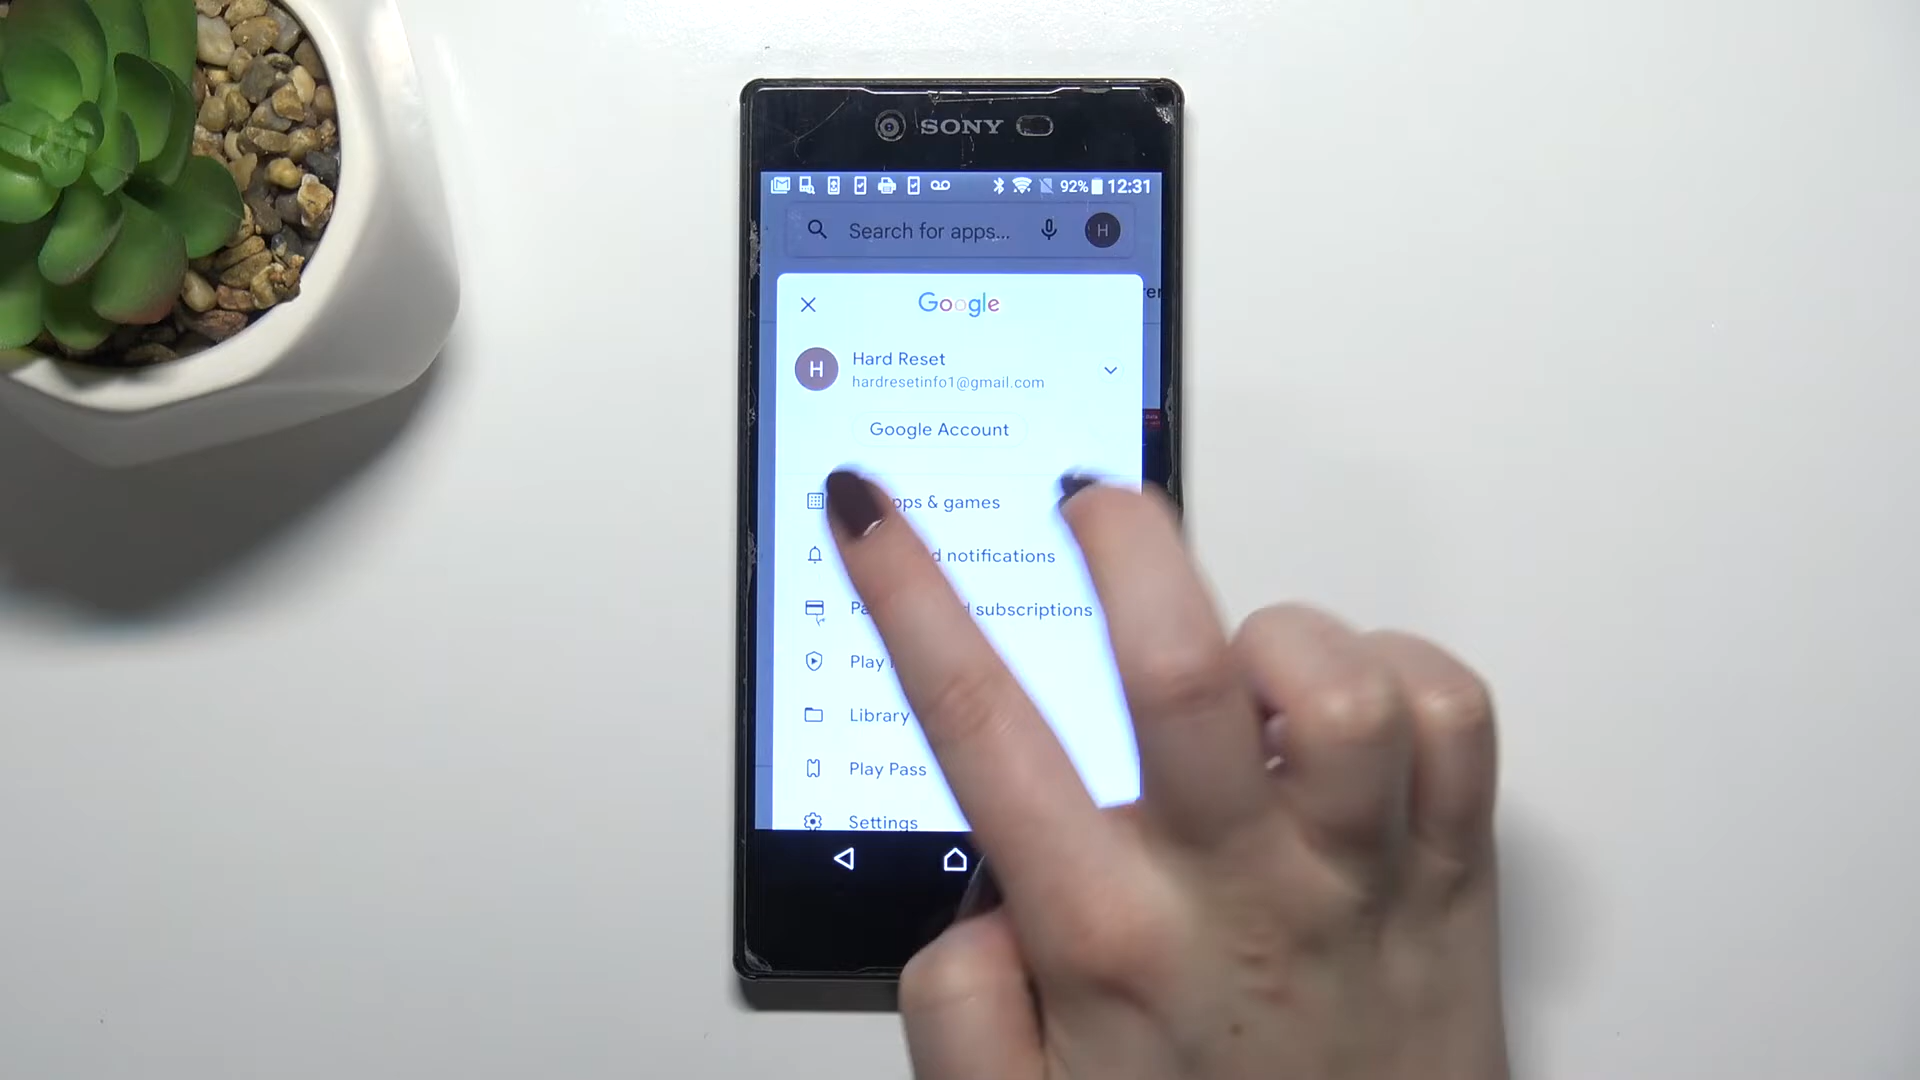 SONY
92% 12:31
Search for apps... H
Google
H Hard Reset
hardresetinfo1@gmail.com
Google Account
pps & games
d notifications
Pa d subscriptions
Play
Library
Play Pass
Settings